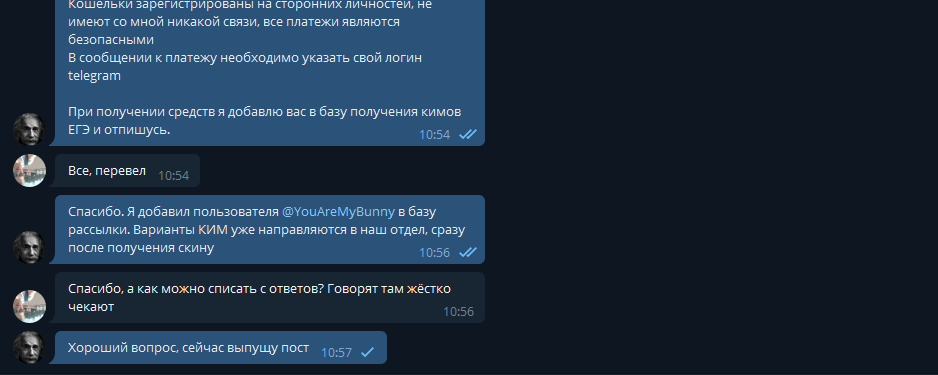 Кошельки зарегистрированы на сторонних личностей, не
имеют со мной никакой связи, все платежи являются
безопасными
В сообщении к платежу необходимо указать свой логин
telegram
При получении средств я добавлю вас в базу получения кимов
ЕГЭ и отпишусь.
10:54
Все, перевел 10:54
Спасибо. Я добавил пользователя @YouAreMyBunny в базу
рассылки. Варианты КИМ уже направляются в наш отдел, сразу
после получения скину
10:56
Спасибо, а как можно списать с ответов? Говорят там жёстко
чекают
10:56
Хороший вопрос, сейчас выпущу пост 10:57